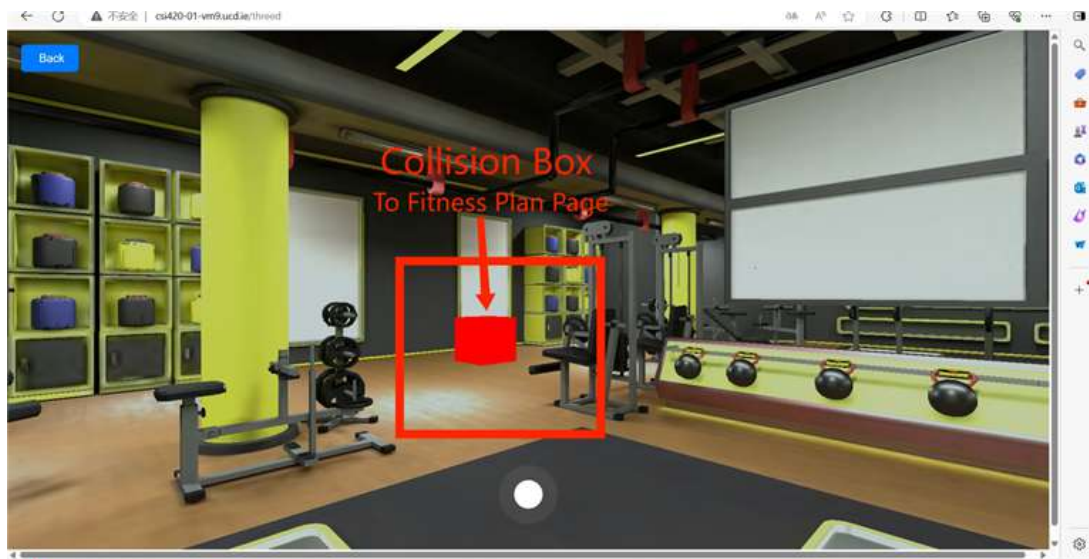 不安全 | csi420-01-vm9.ucd.ie/threed
Back
Collision Box
To Fitness Plan Page